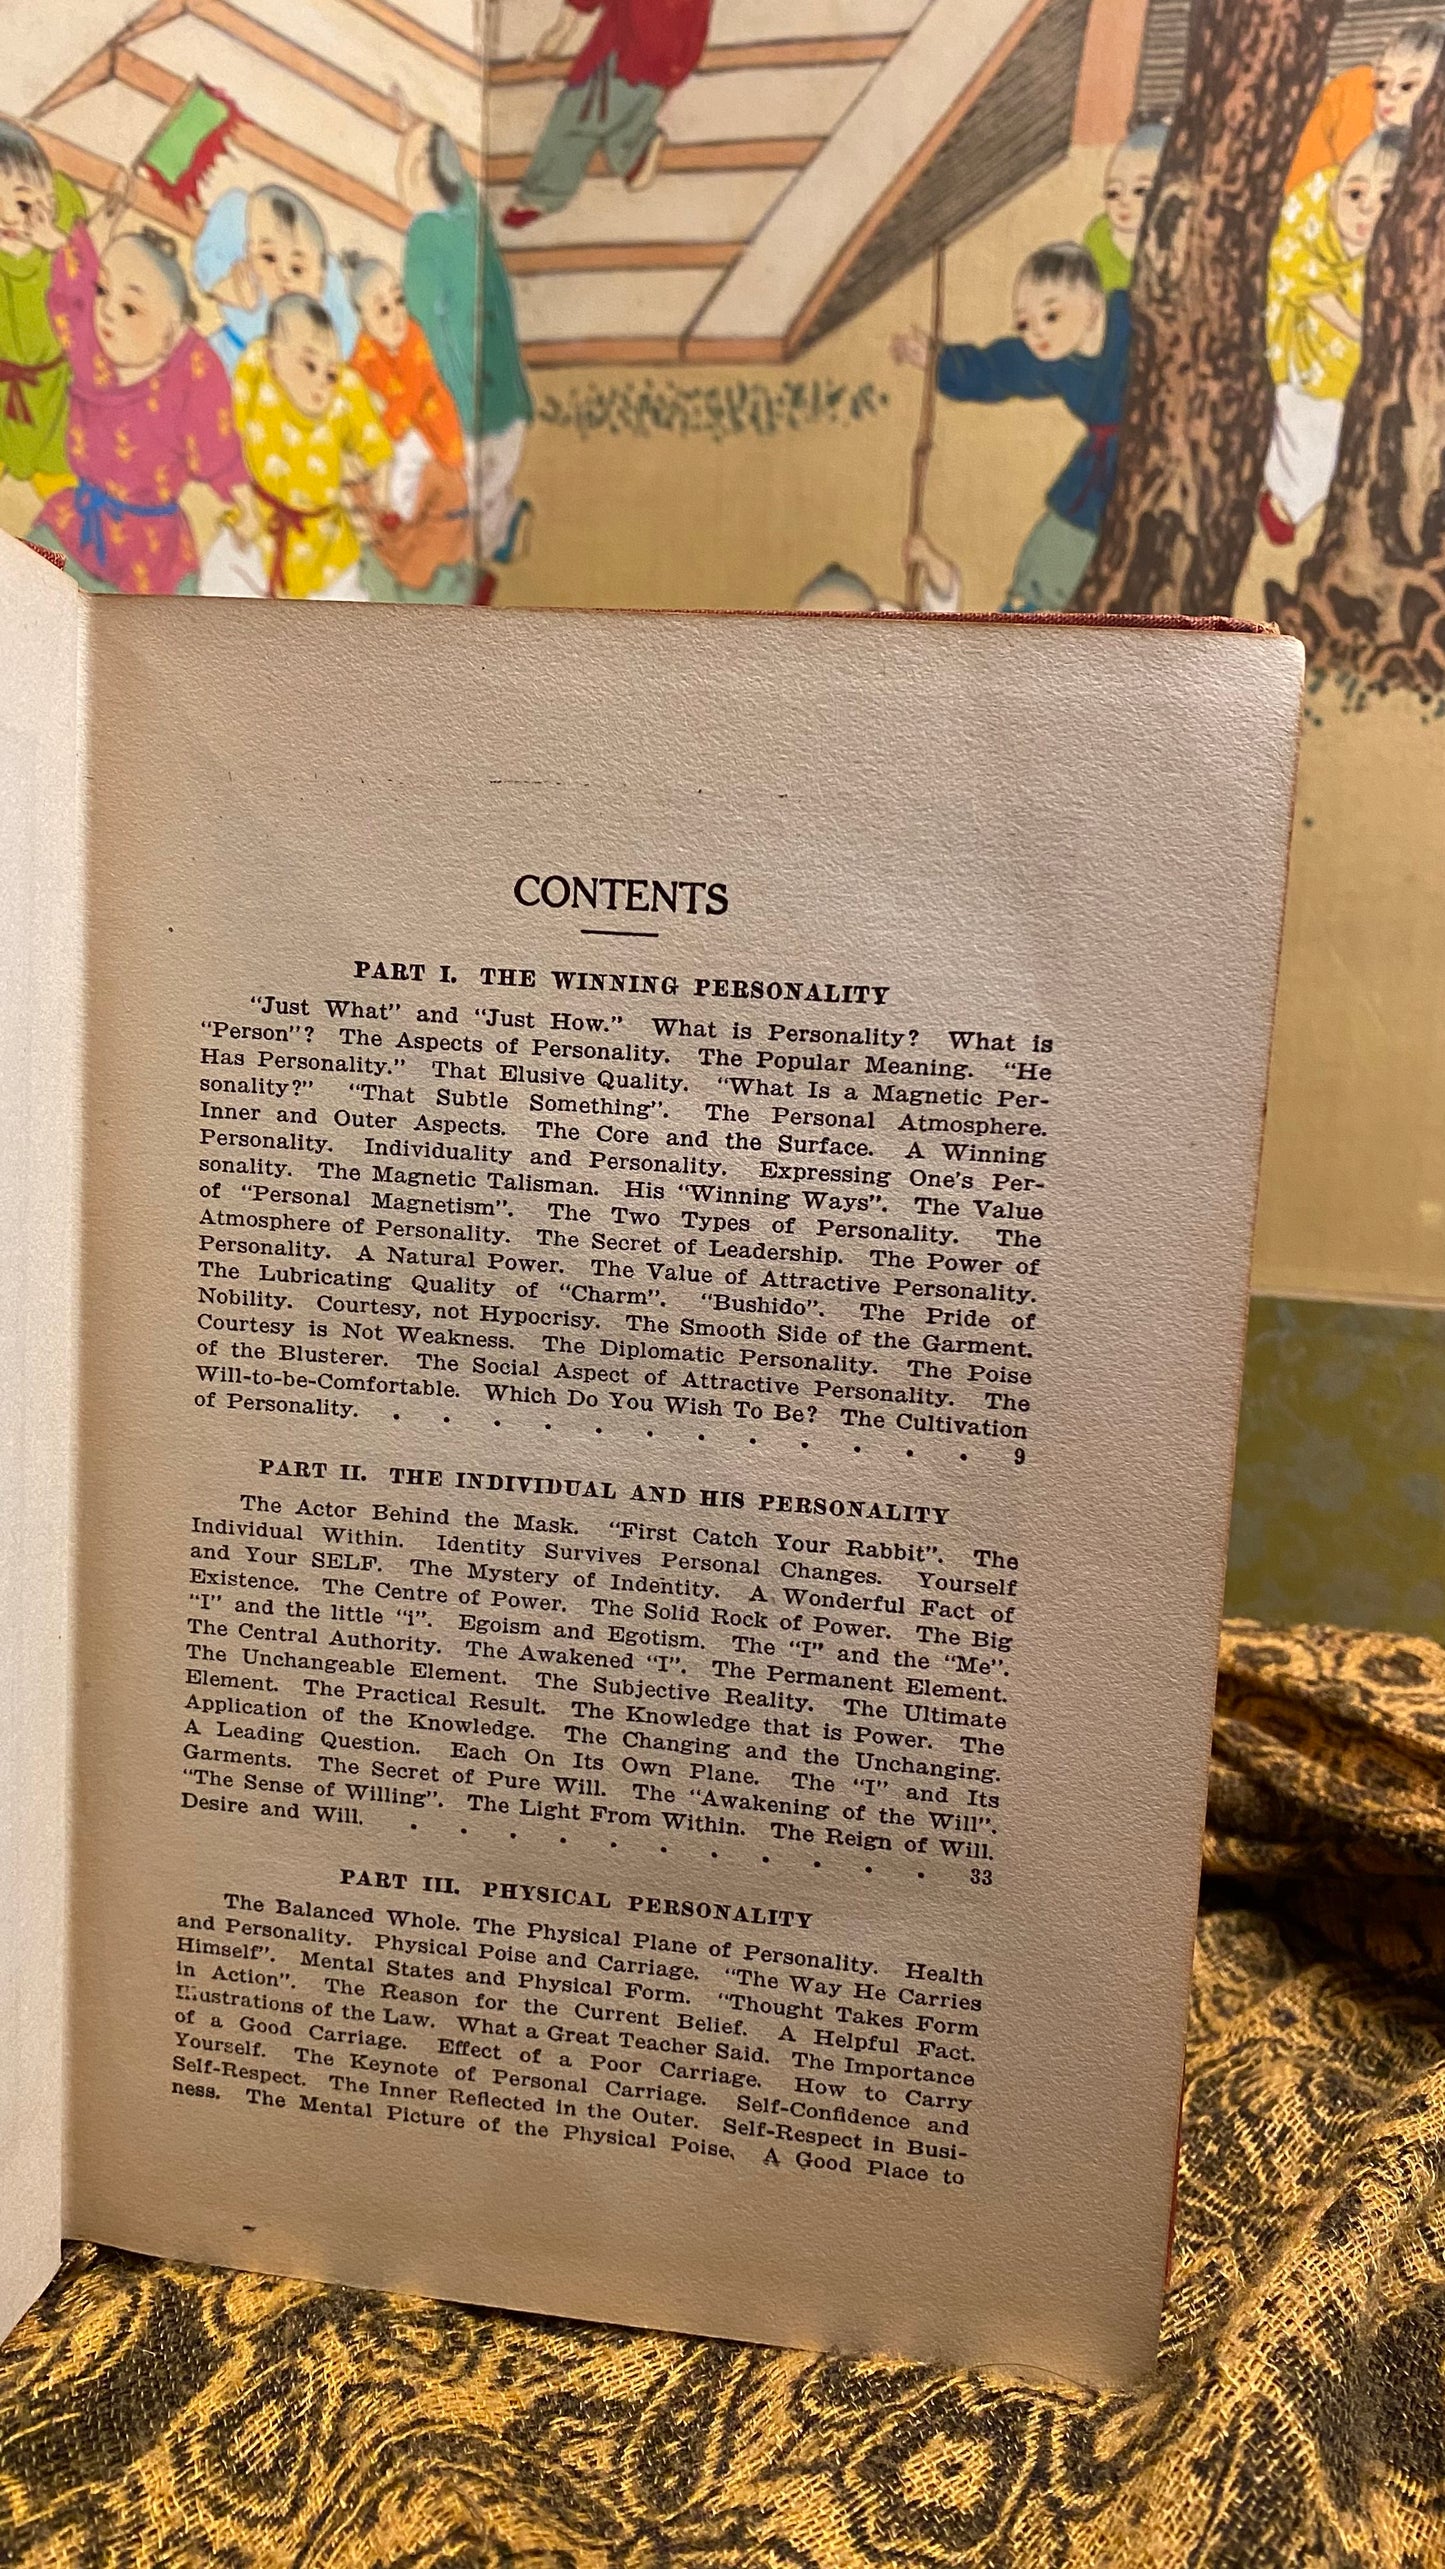 CONTENTS
PART I. THE WINNING PERSONALITY
"Just What" and "Just How." What is Personality? What is
"Person"? The Aspects of Personality. The Popular Meaning. "He
Has Personality." That Elusive Quality. "What Is a Magnetic Per-
sonality?" "That Subtle Something". The Personal Atmosphere.
Inner and Outer Aspects. The Core and the Surface. A Winning
Personality. Individuality and Personality. Expressing One's Per-
sonality. The Magnetic Talisman. His "Winning Ways". The Value
of "Personal Magnetism". The Two Types of Personality. The
Atmosphere of Personality. The Secret of Leadership. The Power of
Personality. A Natural Power. The Value of Attractive Personality.
The Lubricating Quality of "Charm". "Bushido". The Pride of
Nobility. Courtesy, not Hypocrisy. The Smooth Side of the Garment.
Courtesy is Not Weakness. The Diplomatic Personality. The Poise
of the Blusterer. The Social Aspect of Attractive Personality. The
Will-to-be-Comfortable. Which Do You Wish To Be? The Cultivation
of Personality. . . . . . . . . . . . . 9
PART II. THE INDIVIDUAL AND HIS PERSONALITY
The Actor Behind the Mask. "First Catch Your Rabbit". The
Individual Within. Identity Survives Personal Changes. Yourself
and Your SELF. The Mystery of Indentity. A Wonderful Fact of
Existence. The Centre of Power. The Solid Rock of Power. The Big
"I" and the little "i". Egoism and Egotism. The "I" and the "Me".
The Central Authority. The Awakened "I". The Permanent Element.
The Unchangeable Element. The Subjective Reality. The Ultimate
Element. The Practical Result. The Knowledge that is Power. The
Application of the Knowledge. The Changing and the Unchanging.
A Leading Question. Each On Its Own Plane. The "I" and Its
Garments. The Secret of Pure Will. The "Awakening of the Will".
"The Sense of Willing". The Light From Within. The Reign of Will.
Desire and Will. . . . . . . . . . . . 33
PART III. PHYSICAL PERSONALITY
The Balanced Whole. The Physical Plane of Personality. Health
and Personality. Physical Poise and Carriage. "The Way He Carries
Himself". Mental States and Physical Form. "Thought Takes Form
in Action". The Reason for the Current Belief. A Helpful Fact.
Illustrations of the Law. What a Great Teacher Said. The Importance
of a Good Carriage. Effect of a Poor Carriage. How to Carry
Yourself. The Keynote of Personal Carriage. Self-Confidence and
Self-Respect. The Inner Reflected in the Outer. Self-Respect in Busi-
ness. The Mental Picture of the Physical Poise. A Good Place to